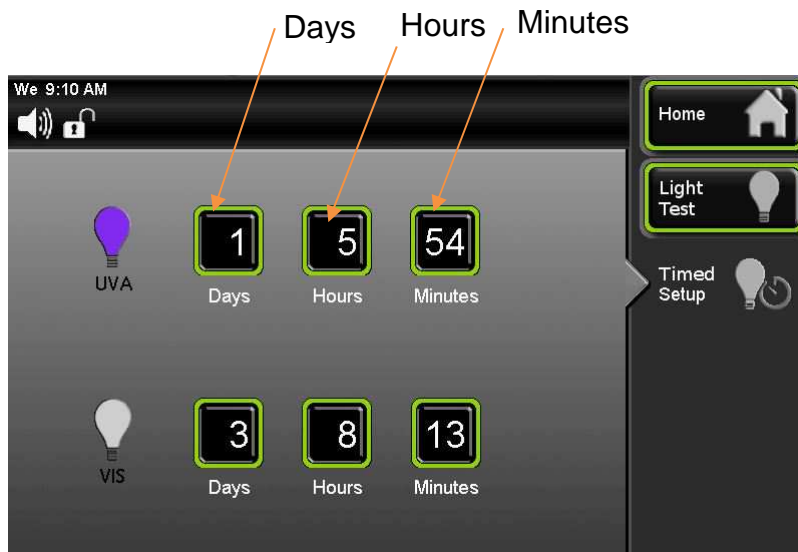 Days Hours Minutes
We 9:10 AM
Home
Light
Test
Timed
Setup
1 5 54
UVA
Days Hours Minutes
3 8 13
VIS
Days Hours Minutes